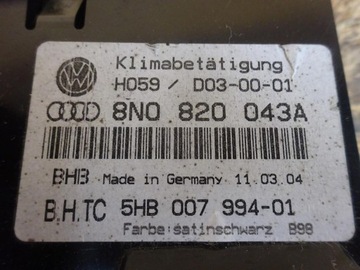 Klimabetätigung
H059 / D03-00-01
8N0 820 043A
BHB Made in Germany 11.03.04
B.H.TC 5HB 007 994-01
Farbe:satinschwarz B98